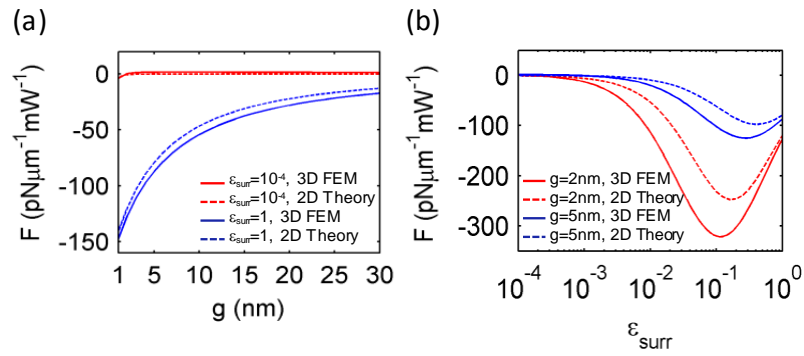 (a)
F (pNμm⁻¹mW⁻¹)
0
-50
-100
-150
εsurr=10⁻⁴, 3D FEM
εsurr=10⁻⁴, 2D Theory
εsurr=1, 3D FEM
εsurr=1, 2D Theory
1 5 10 15 20 25 30
g (nm)
(b)
F (pNμm⁻¹mW⁻¹)
0
-100
-200
-300
g=2nm, 3D FEM
g=2nm, 2D Theory
g=5nm, 3D FEM
g=5nm, 2D Theory
10⁻⁴ 10⁻³ 10⁻² 10⁻¹ 10⁰
εsurr